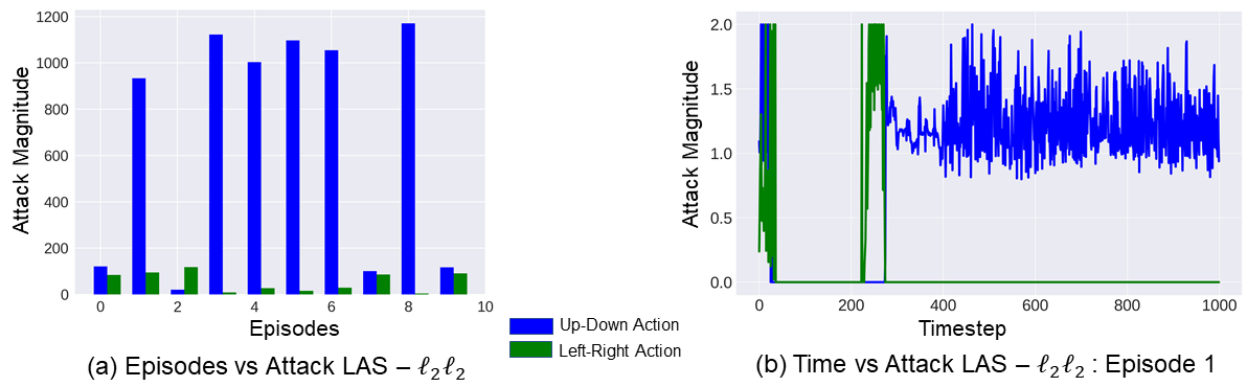 1200
1000
800
600
400
200
0
Attack Magnitude
0 2 4 6 8 10
Episodes
(a) Episodes vs Attack LAS – ℓ₂ℓ₂
Up-Down Action
Left-Right Action
2.0
1.5
1.0
0.5
0.0
Attack Magnitude
0 200 400 600 800 1000
Timestep
(b) Time vs Attack LAS – ℓ₂ℓ₂ : Episode 1